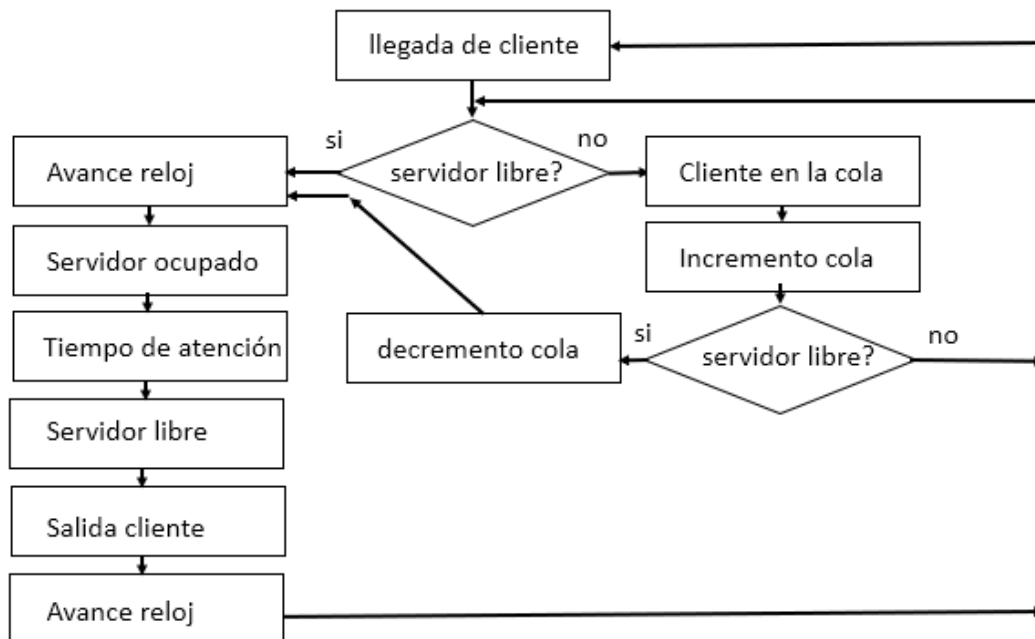 llegada de cliente
si
no
servidor libre?
Avance reloj
Cliente en la cola
Servidor ocupado
Incremento cola
Tiempo de atención
decremento cola
si
servidor libre?
no
Servidor libre
Salida cliente
Avance reloj